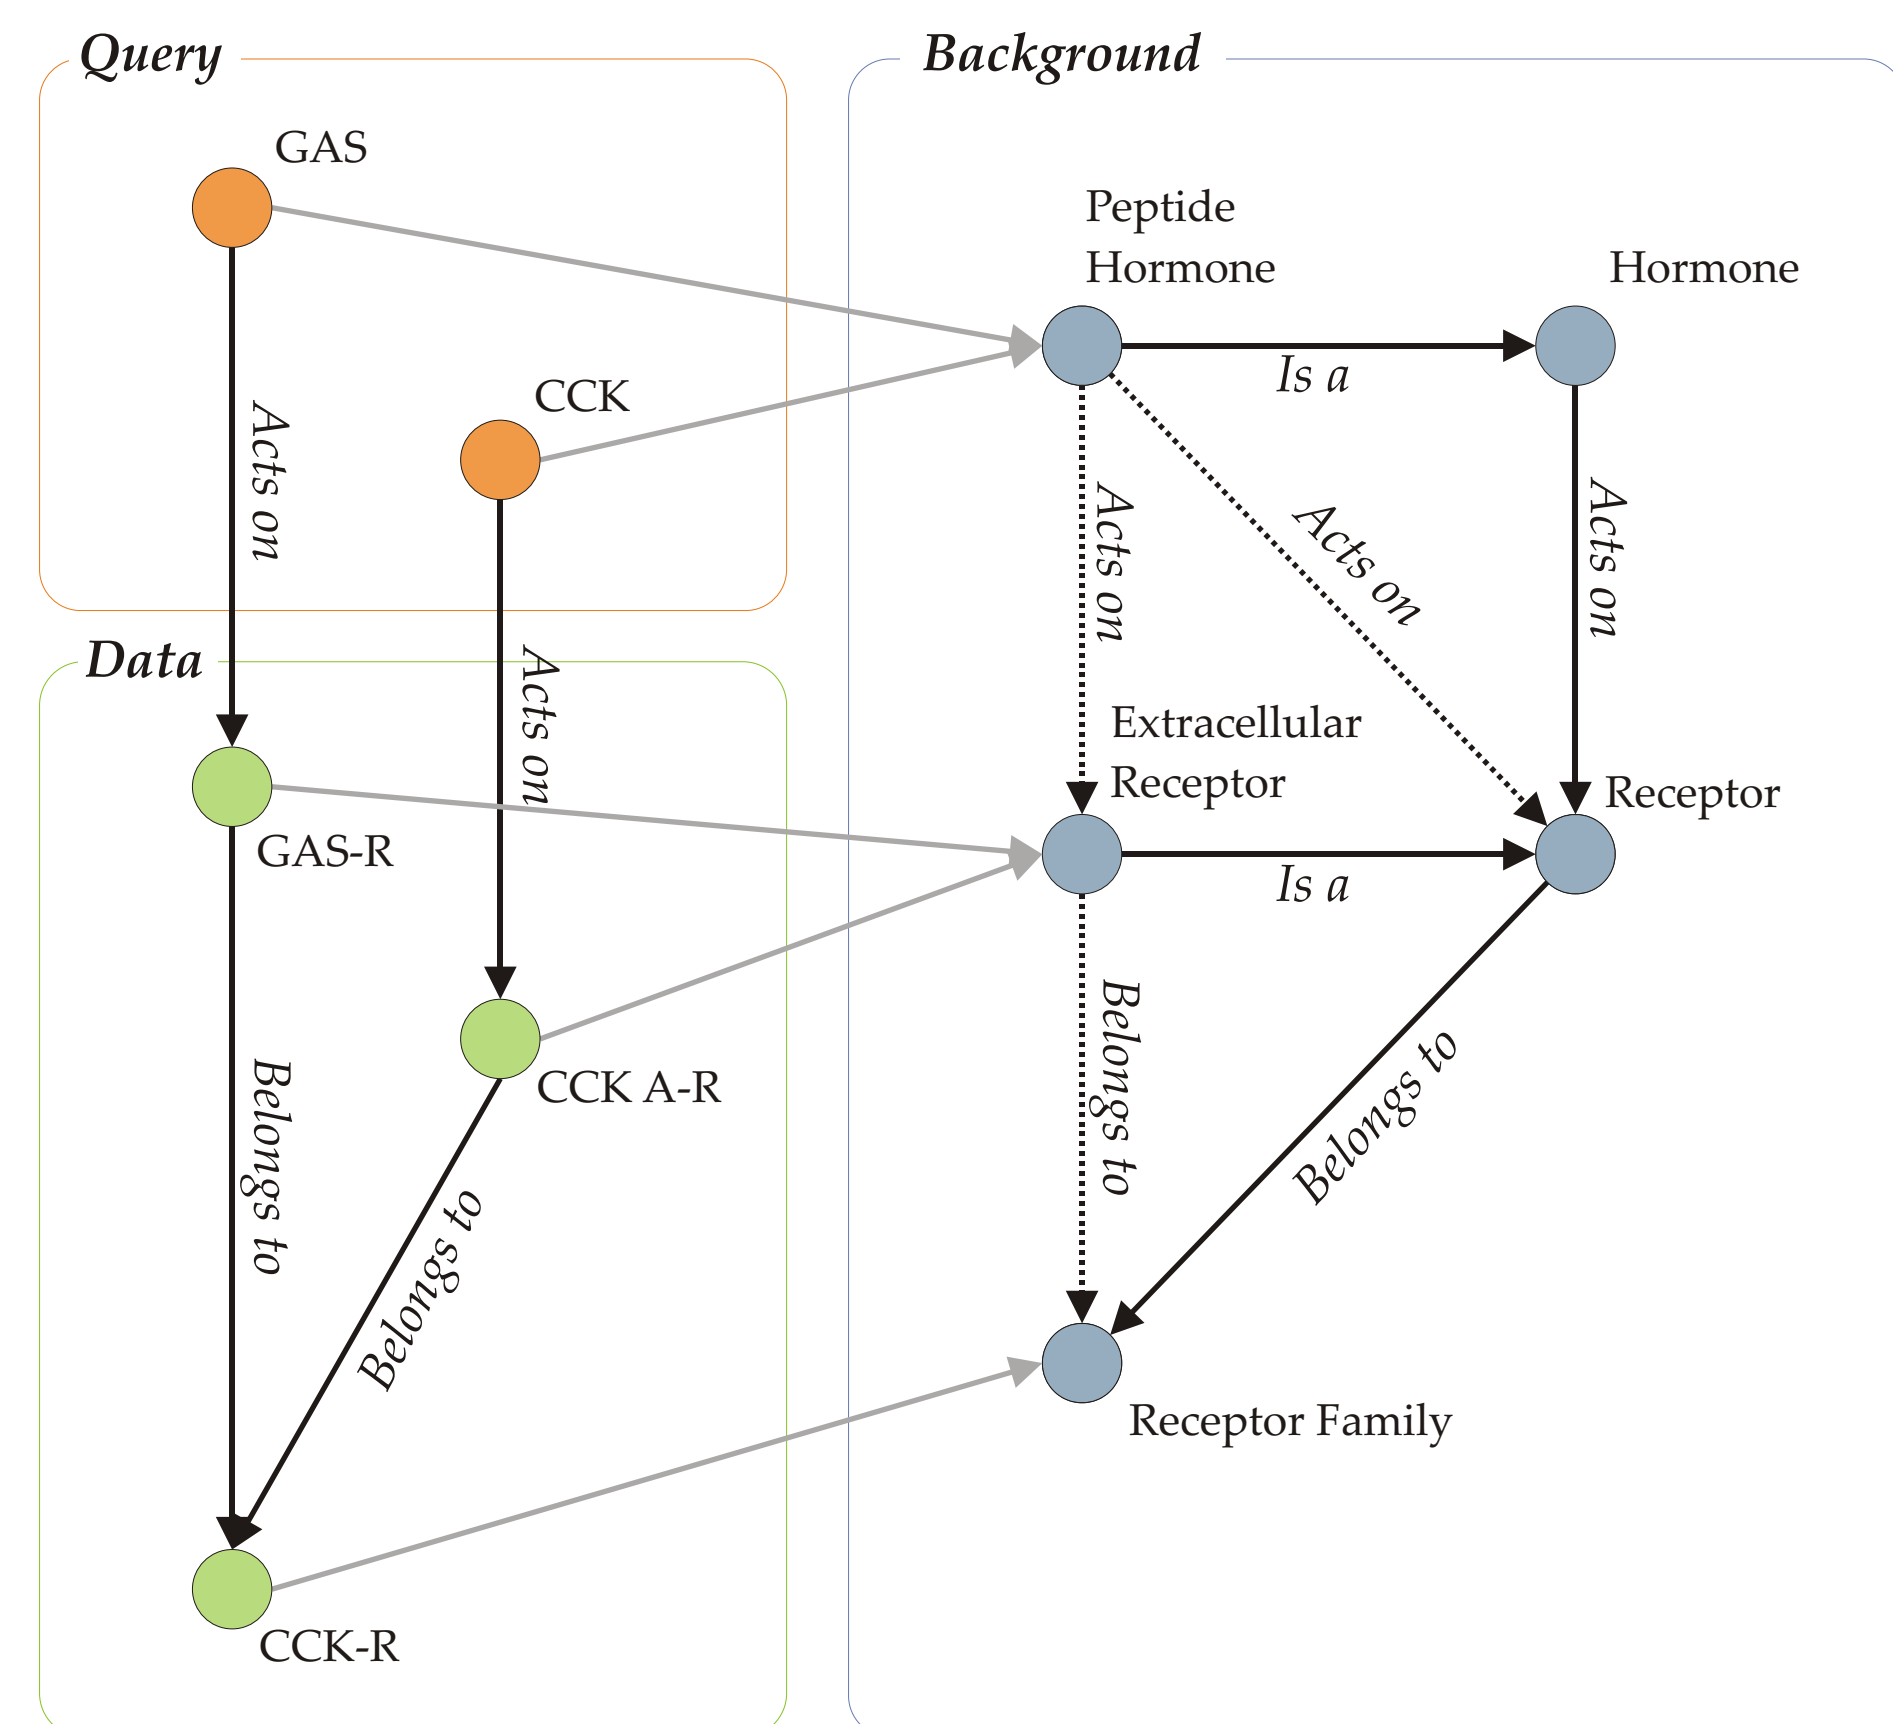 Query
Background
GAS
Peptide
Hormone
Hormone
Is a
CCK
Acts on
Acts on
Acts on
Acts on
Data
Acts on
Extracellular
Receptor
Receptor
GAS-R
Is a
Belongs to
CCK A-R
Belongs to
Belongs to
Belongs to
Receptor Family
CCK-R